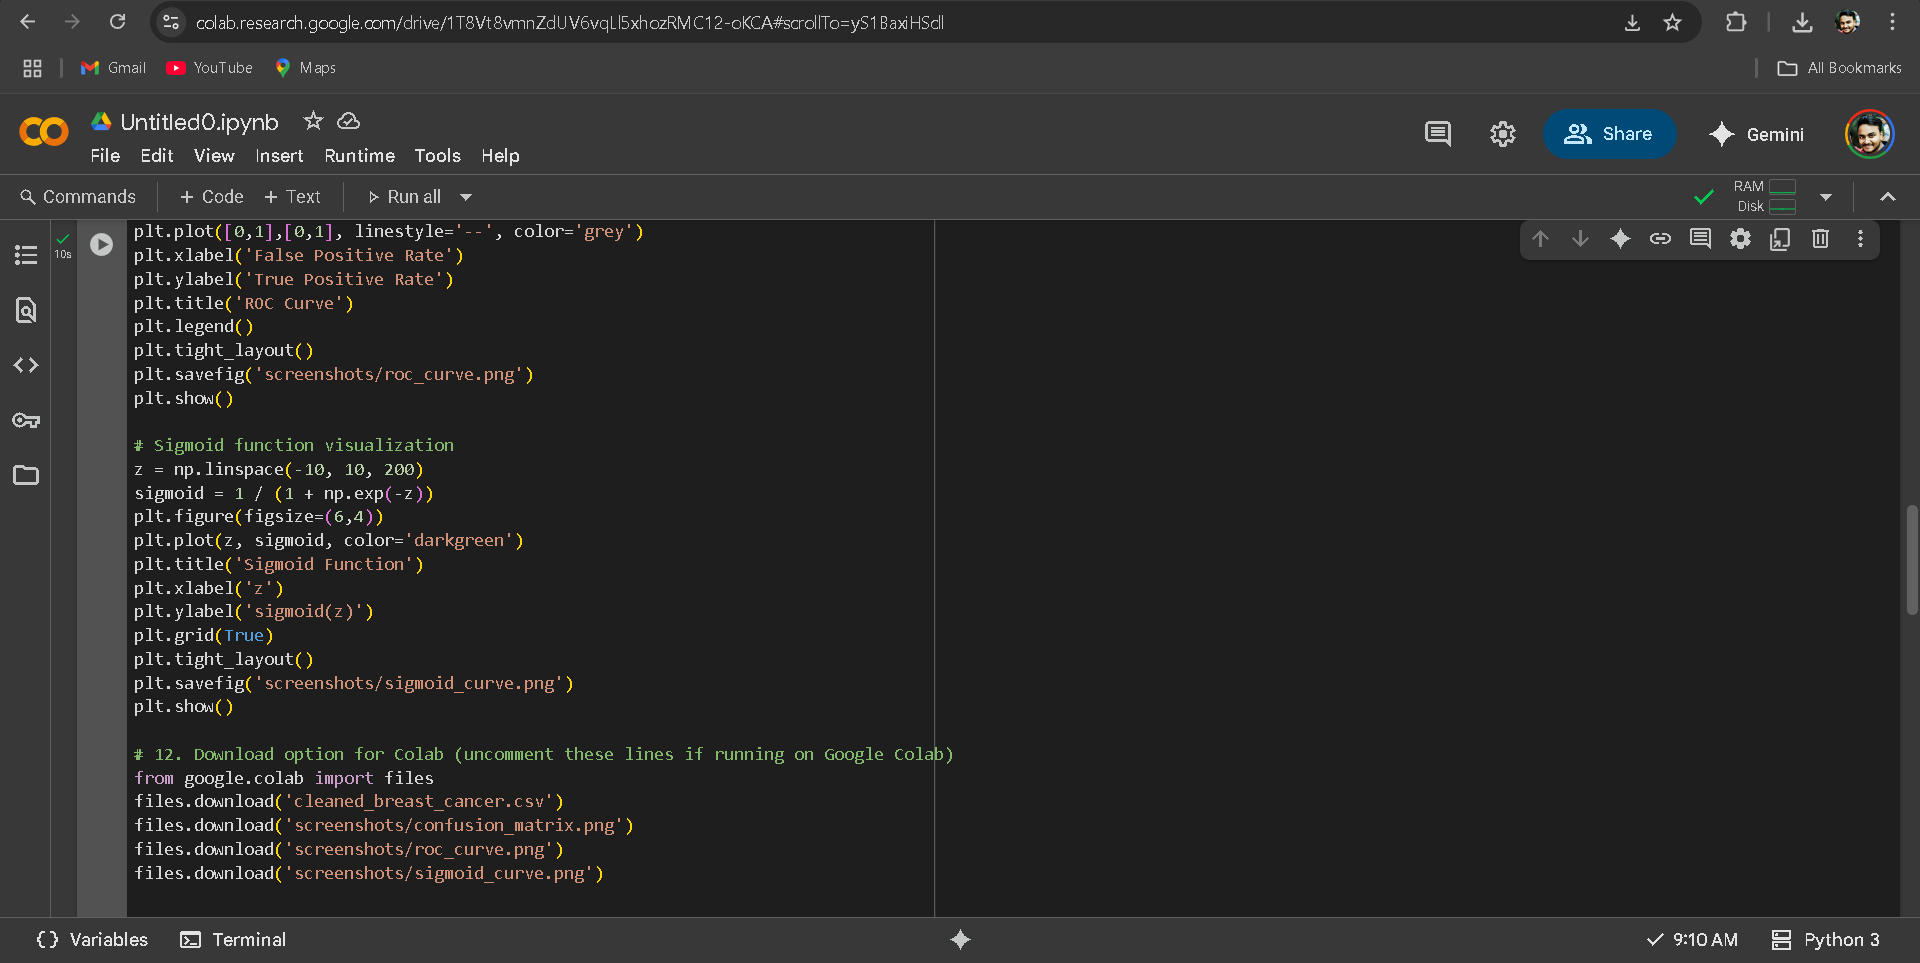 colab.research.google.com/drive/1T8Vt8vmnZdUV6vqLl5xhozRMC12-oKCA#scrollTo=yS1BaxiHSdlI
Gmail YouTube Maps All Bookmarks
CO Untitled0.ipynb
File Edit View Insert Runtime Tools Help
Share Gemini
Commands + Code + Text Run all
RAM
Disk
10s
plt.plot([0,1],[0,1], linestyle='--', color='grey')
plt.xlabel('False Positive Rate')
plt.ylabel('True Positive Rate')
plt.title('ROC Curve')
plt.legend()
plt.tight_layout()
plt.savefig('screenshots/roc_curve.png')
plt.show()
# Sigmoid function visualization
z = np.linspace(-10, 10, 200)
sigmoid = 1 / (1 + np.exp(-z))
plt.figure(figsize=(6,4))
plt.plot(z, sigmoid, color='darkgreen')
plt.title('Sigmoid Function')
plt.xlabel('z')
plt.ylabel('sigmoid(z)')
plt.grid(True)
plt.tight_layout()
plt.savefig('screenshots/sigmoid_curve.png')
plt.show()
# 12. Download option for Colab (uncomment these lines if running on Google Colab)
from google.colab import files
files.download('cleaned_breast_cancer.csv')
files.download('screenshots/confusion_matrix.png')
files.download('screenshots/roc_curve.png')
files.download('screenshots/sigmoid_curve.png')
{} Variables Terminal 9:10 AM Python 3